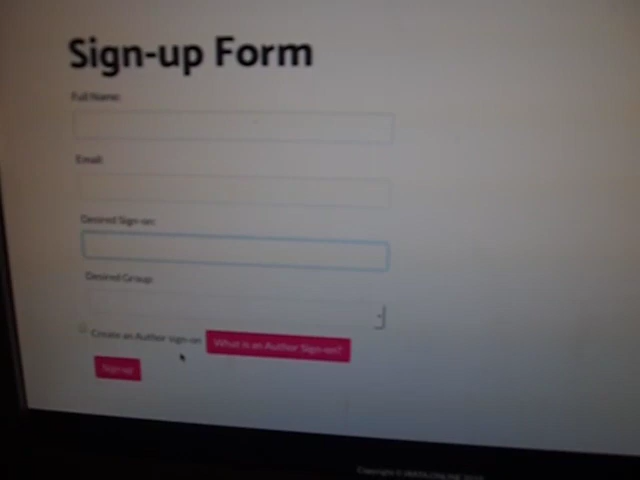 Sign-up Form
Full Name:
Email:
Desired Sign-on:
Desired Group:
Create an Author sign-on What is an Author Sign-on?
Sign up